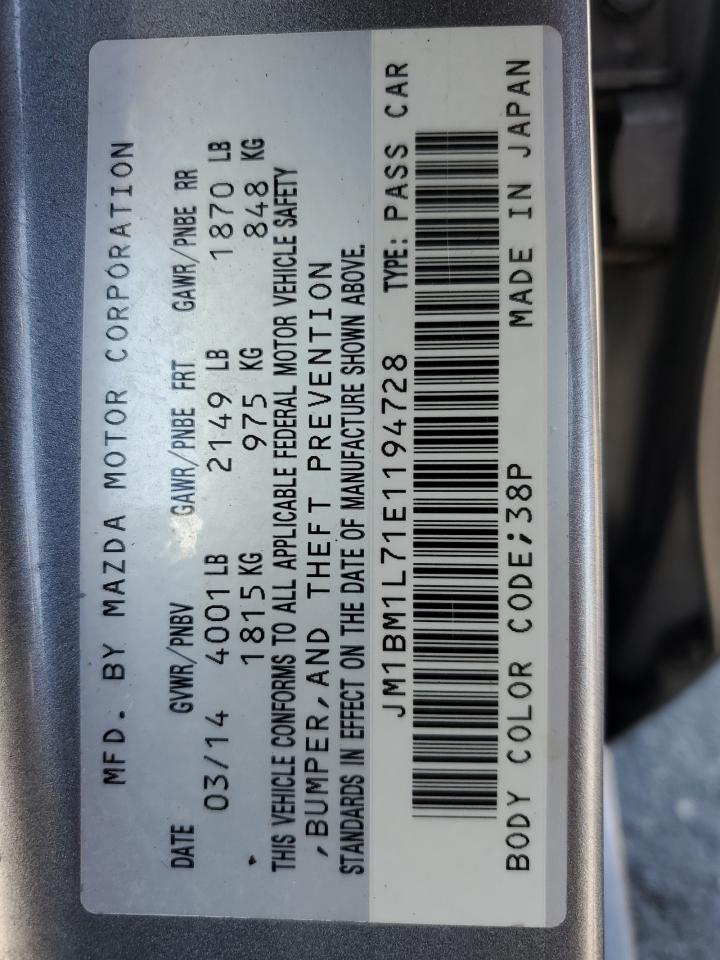 MFD. BY MAZDA MOTOR CORPORATION
DATE GVWR/PNBV GAWR/PNBE FRT GAWR/PNBE RR
03/14 4001 LB 2149 LB 1870 LB
1815 KG 975 KG 848 KG
THIS VEHICLE CONFORMS TO ALL APPLICABLE FEDERAL MOTOR VEHICLE SAFETY
,BUMPER,AND THEFT PREVENTION
STANDARDS IN EFFECT ON THE DATE OF MANUFACTURE SHOWN ABOVE.
JM1BM1L71E1194728 TYPE: PASS CAR
BODY COLOR CODE;38P MADE IN JAPAN